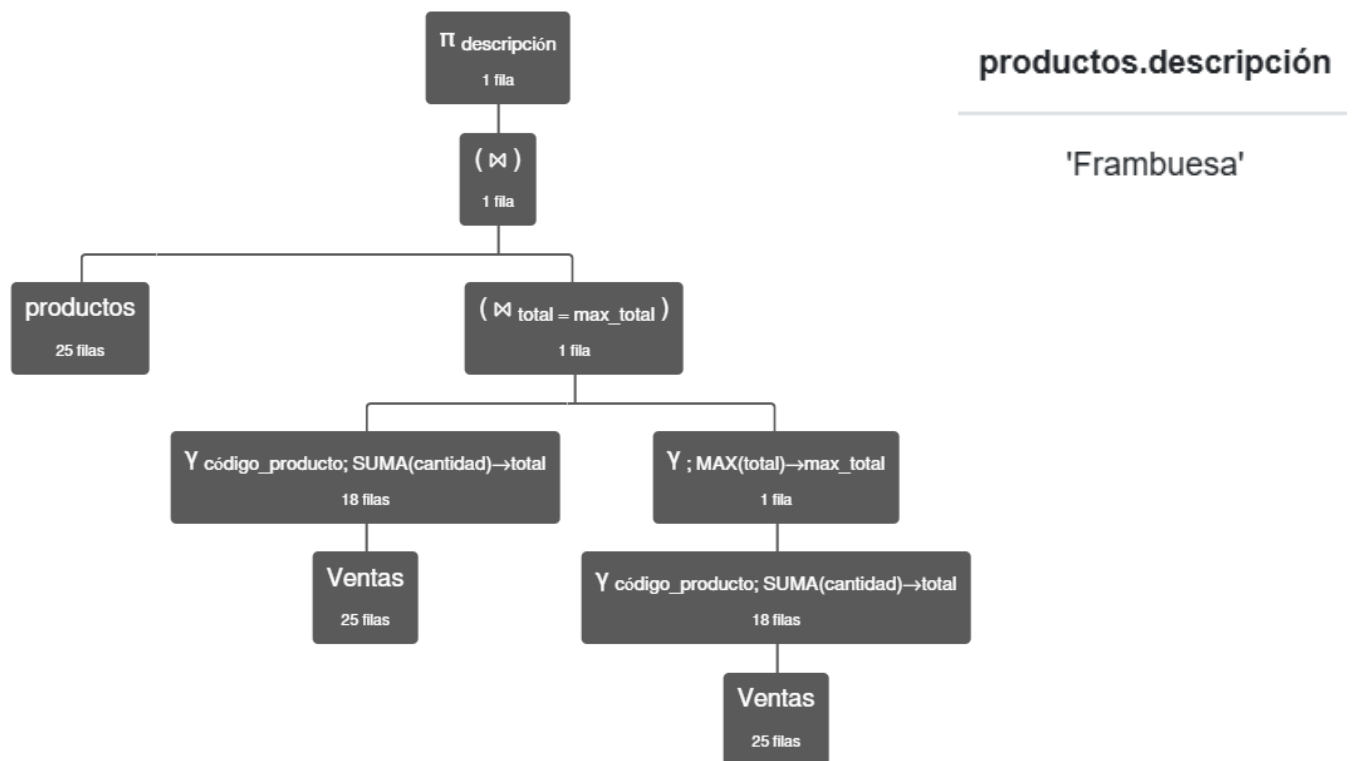 π descripción
1 fila
productos.descripción
( ⋈ )
1 fila
'Frambuesa'
productos
25 filas
( ⋈ total = max_total )
1 fila
γ código_producto; SUMA(cantidad)→total
18 filas
γ ; MAX(total)→max_total
1 fila
Ventas
25 filas
γ código_producto; SUMA(cantidad)→total
18 filas
Ventas
25 filas